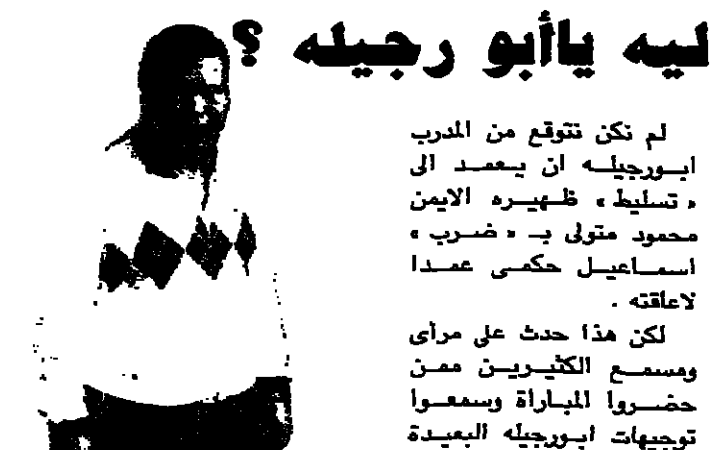 ليه ياأبو رجيله ؟
لم نكن نتوقع من المدرب
ابورجيله ان يعمد الى
« تسليط » ظهيره الايمن
محمود متولى بـ « ضرب »
اسماعيل حكمى عمدا
لاعاقته .
لكن هذا حدث على مرأى
ومسمع الكثيرين ممن
حضروا المباراة وسمعوا
توجيهات ابورجيله البعيدة